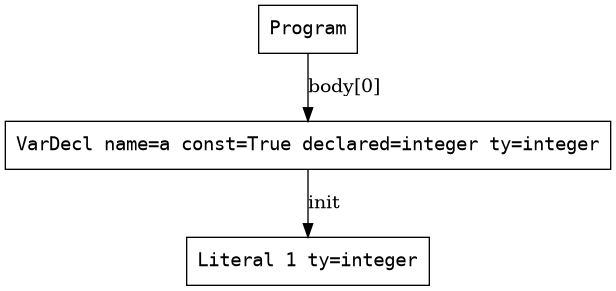 Program
body[0]
VarDecl name=a const=True declared=integer ty=integer
init
Literal 1 ty=integer